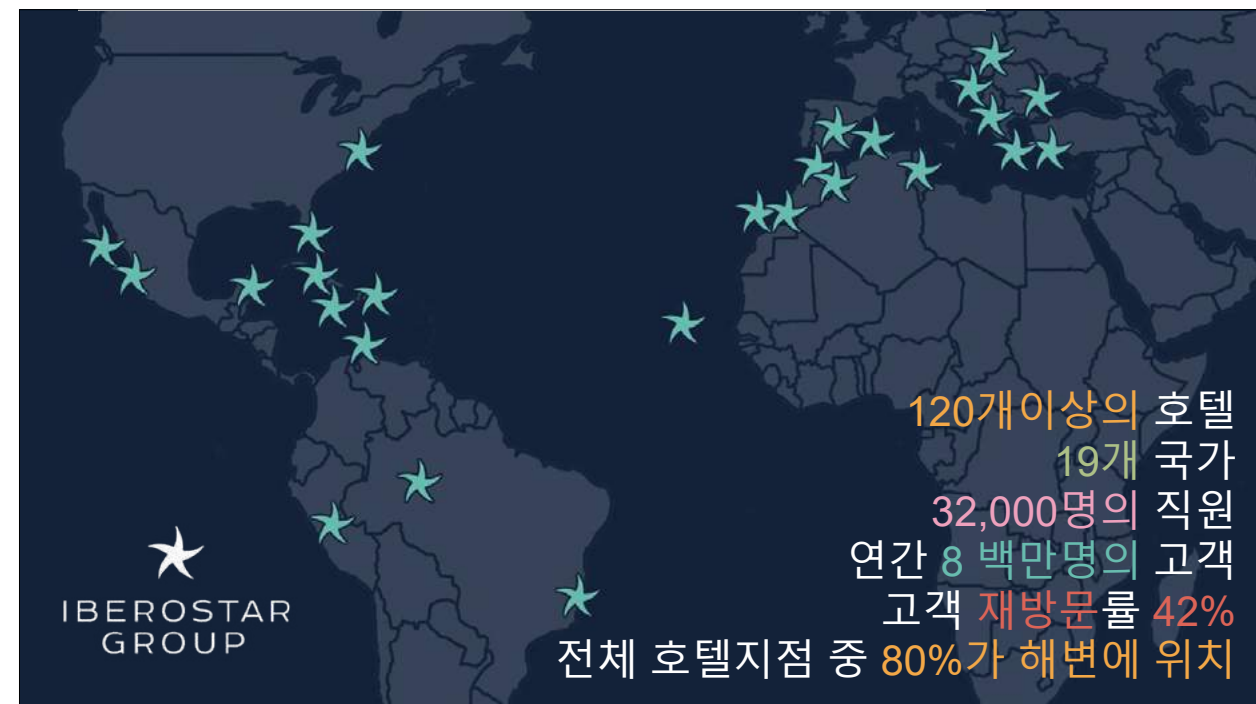 120개이상의 호텔
19개 국가
32,000명의 직원
연간 8 백만명의 고객
고객 재방문률 42%
전체 호텔지점 중 80%가 해변에 위치
IBEROSTAR
GROUP